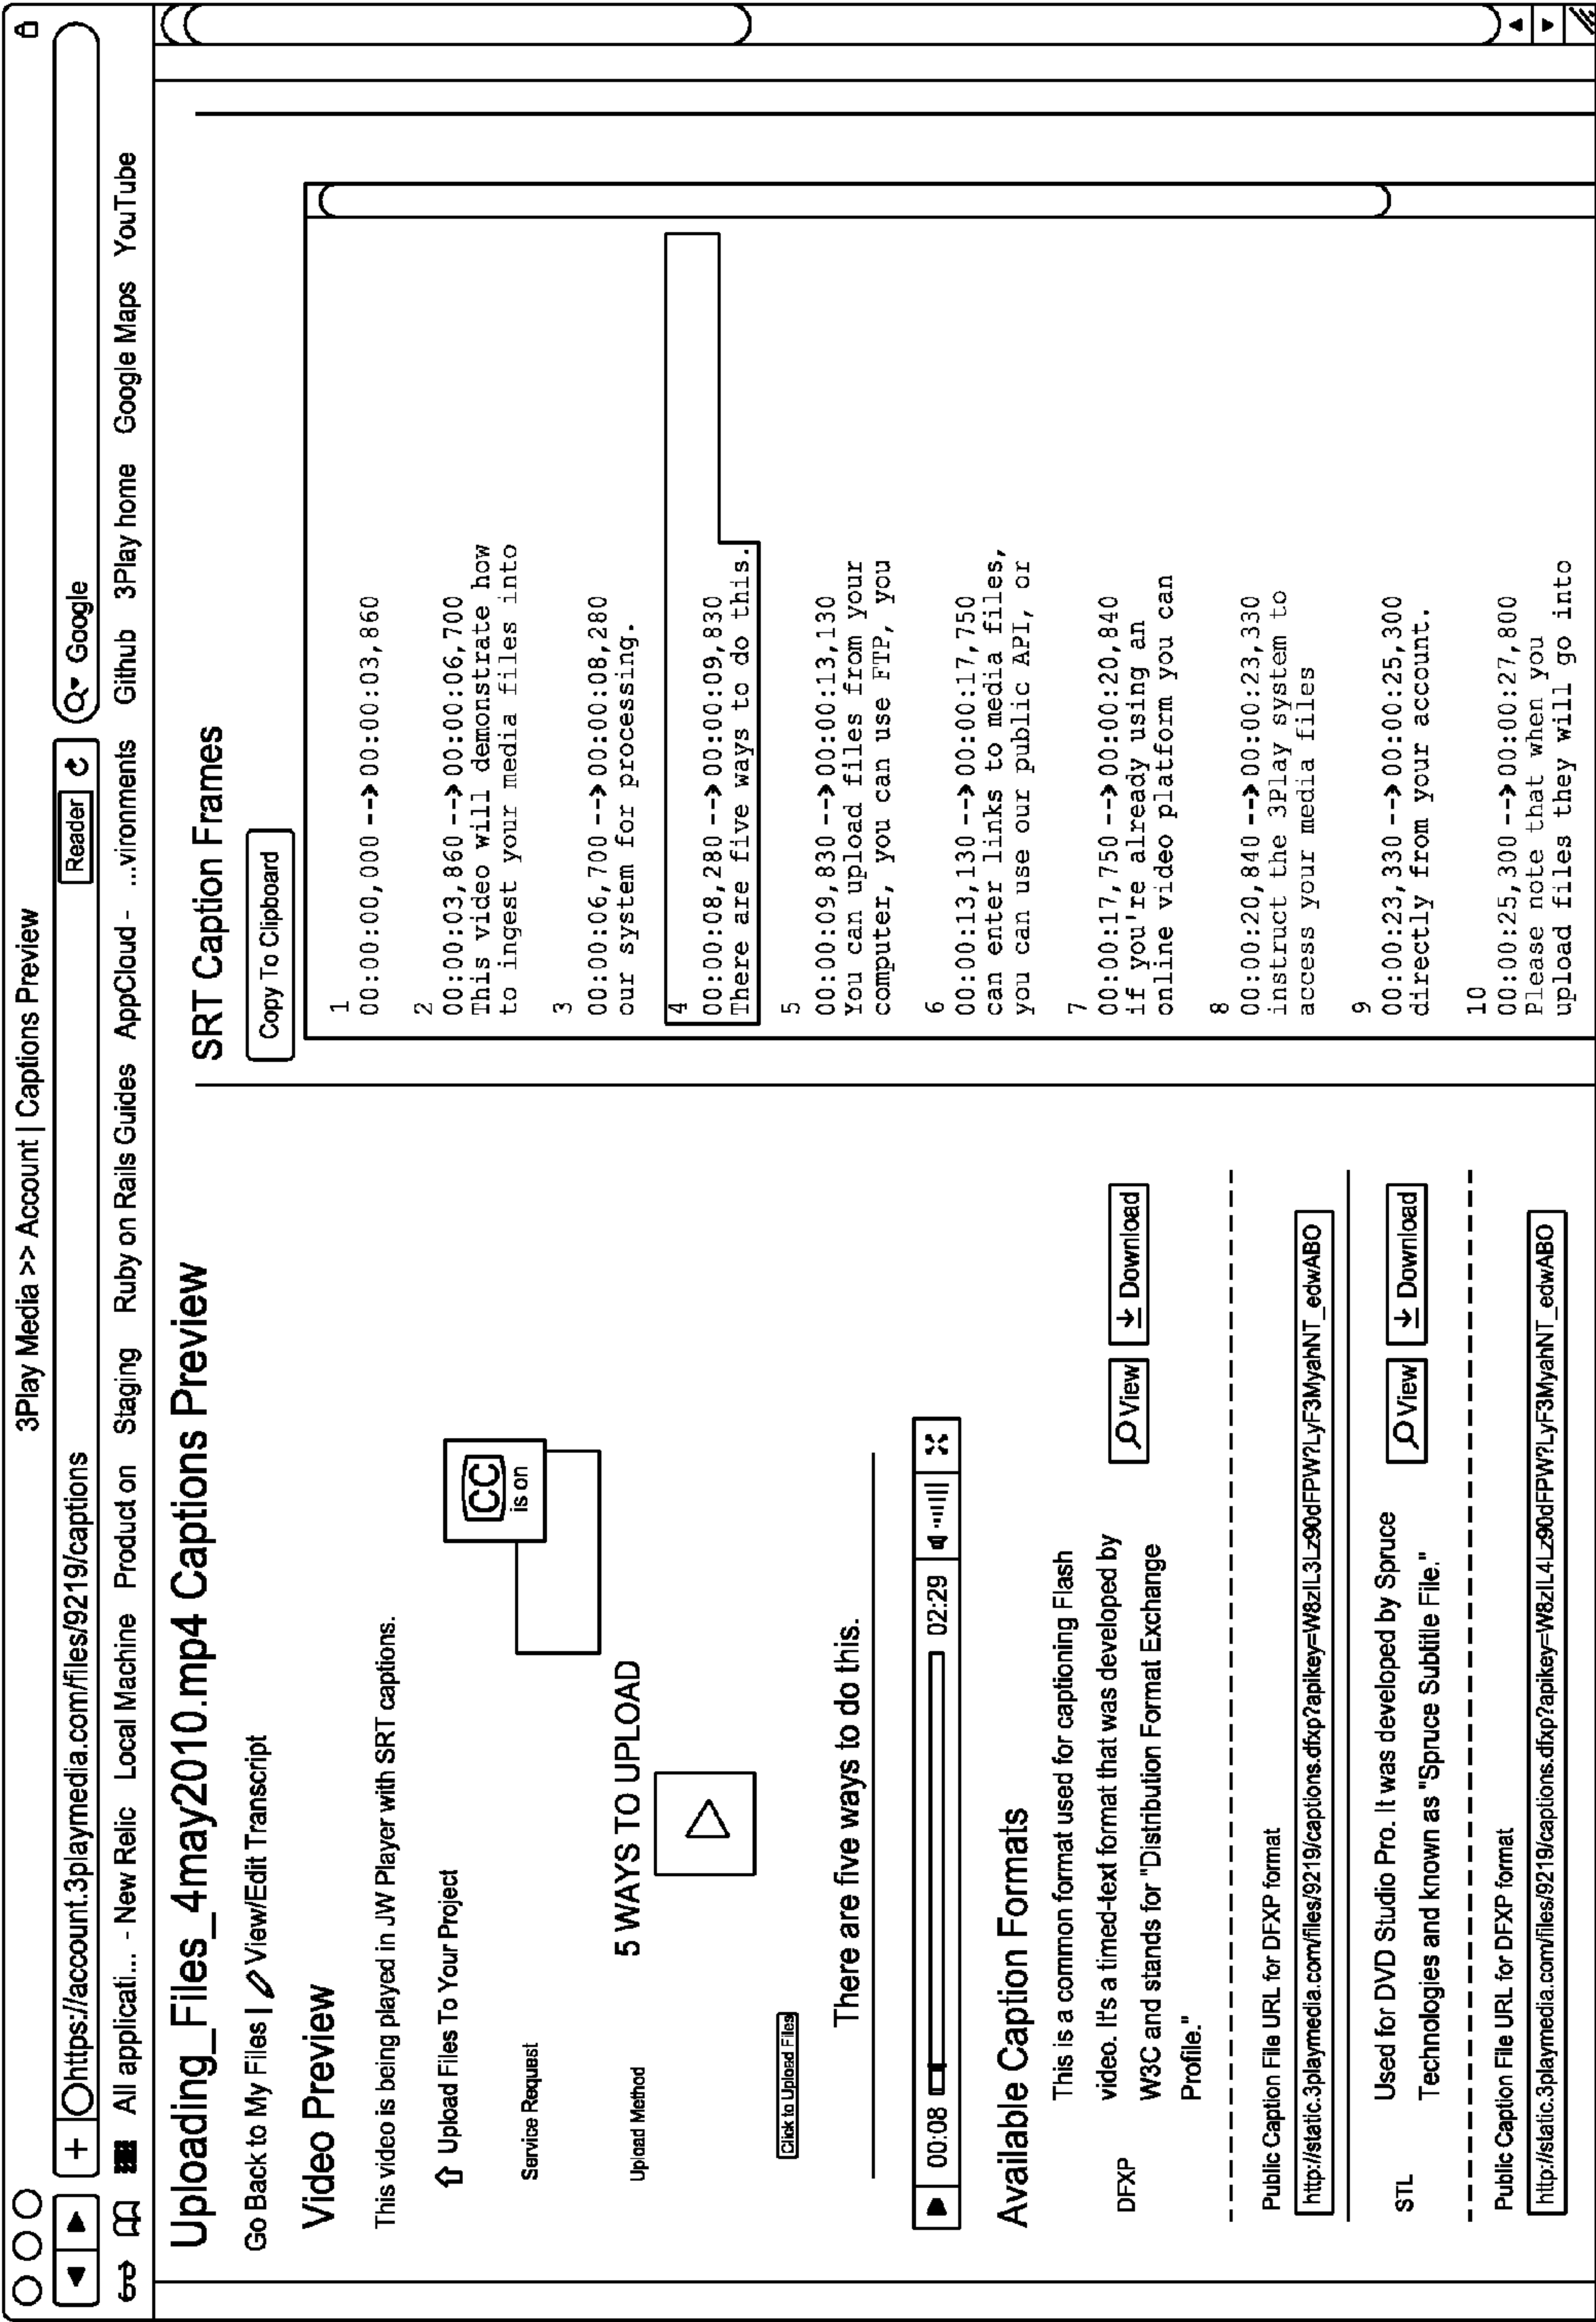 3Play Media >> Account | Captions Preview
https://account.3playmedia.com/files/9219/captions
Reader
Google
All applicati... - New Relic Local Machine Product on Staging Ruby on Rails Guides AppCloud - ...vironments Github 3Play home Google Maps YouTube
Uploading_Files_4may2010.mp4 Captions Preview
Go Back to My Files | View/Edit Transcript
Video Preview
This video is being played in JW Player with SRT captions.
Upload Files To Your Project
CC
is on
Service Request
5 WAYS TO UPLOAD
Upload Method
Click to Upload Files
There are five ways to do this.
00:08
02:29
Available Caption Formats
DFXP
This is a common format used for captioning Flash
video. It's a timed-text format that was developed by
W3C and stands for "Distribution Format Exchange
Profile."
View
Download
Public Caption File URL for DFXP format
http://static.3playmedia.com/files/9219/captions.dfxp?apikey=W8zIL3Lz90dFPW?LyF3MyahNT_edwABO
STL
Used for DVD Studio Pro. It was developed by Spruce
Technologies and known as "Spruce Subtitle File."
View
Download
Public Caption File URL for DFXP format
http://static.3playmedia.com/files/9219/captions.dfxp?apikey=W8zIL4Lz90dFPW?LyF3MyahNT_edwABO
SRT Caption Frames
Copy To Clipboard
1
00:00:00,000 --> 00:00:03,860
2
00:00:03,860 --> 00:00:06,700
This video will demonstrate how
to ingest your media files into
3
00:00:06,700 --> 00:00:08,280
our system for processing.
4
00:00:08,280 --> 00:00:09,830
There are five ways to do this.
5
00:00:09,830 --> 00:00:13,130
You can upload files from your
computer, you can use FTP, you
6
00:00:13,130 --> 00:00:17,750
can enter links to media files,
you can use our public API, or
7
00:00:17,750 --> 00:00:20,840
if you're already using an
online video platform you can
8
00:00:20,840 --> 00:00:23,330
instruct the 3Play system to
access your media files
9
00:00:23,330 --> 00:00:25,300
directly from your account.
10
00:00:25,300 --> 00:00:27,800
Please note that when you
upload files they will go into